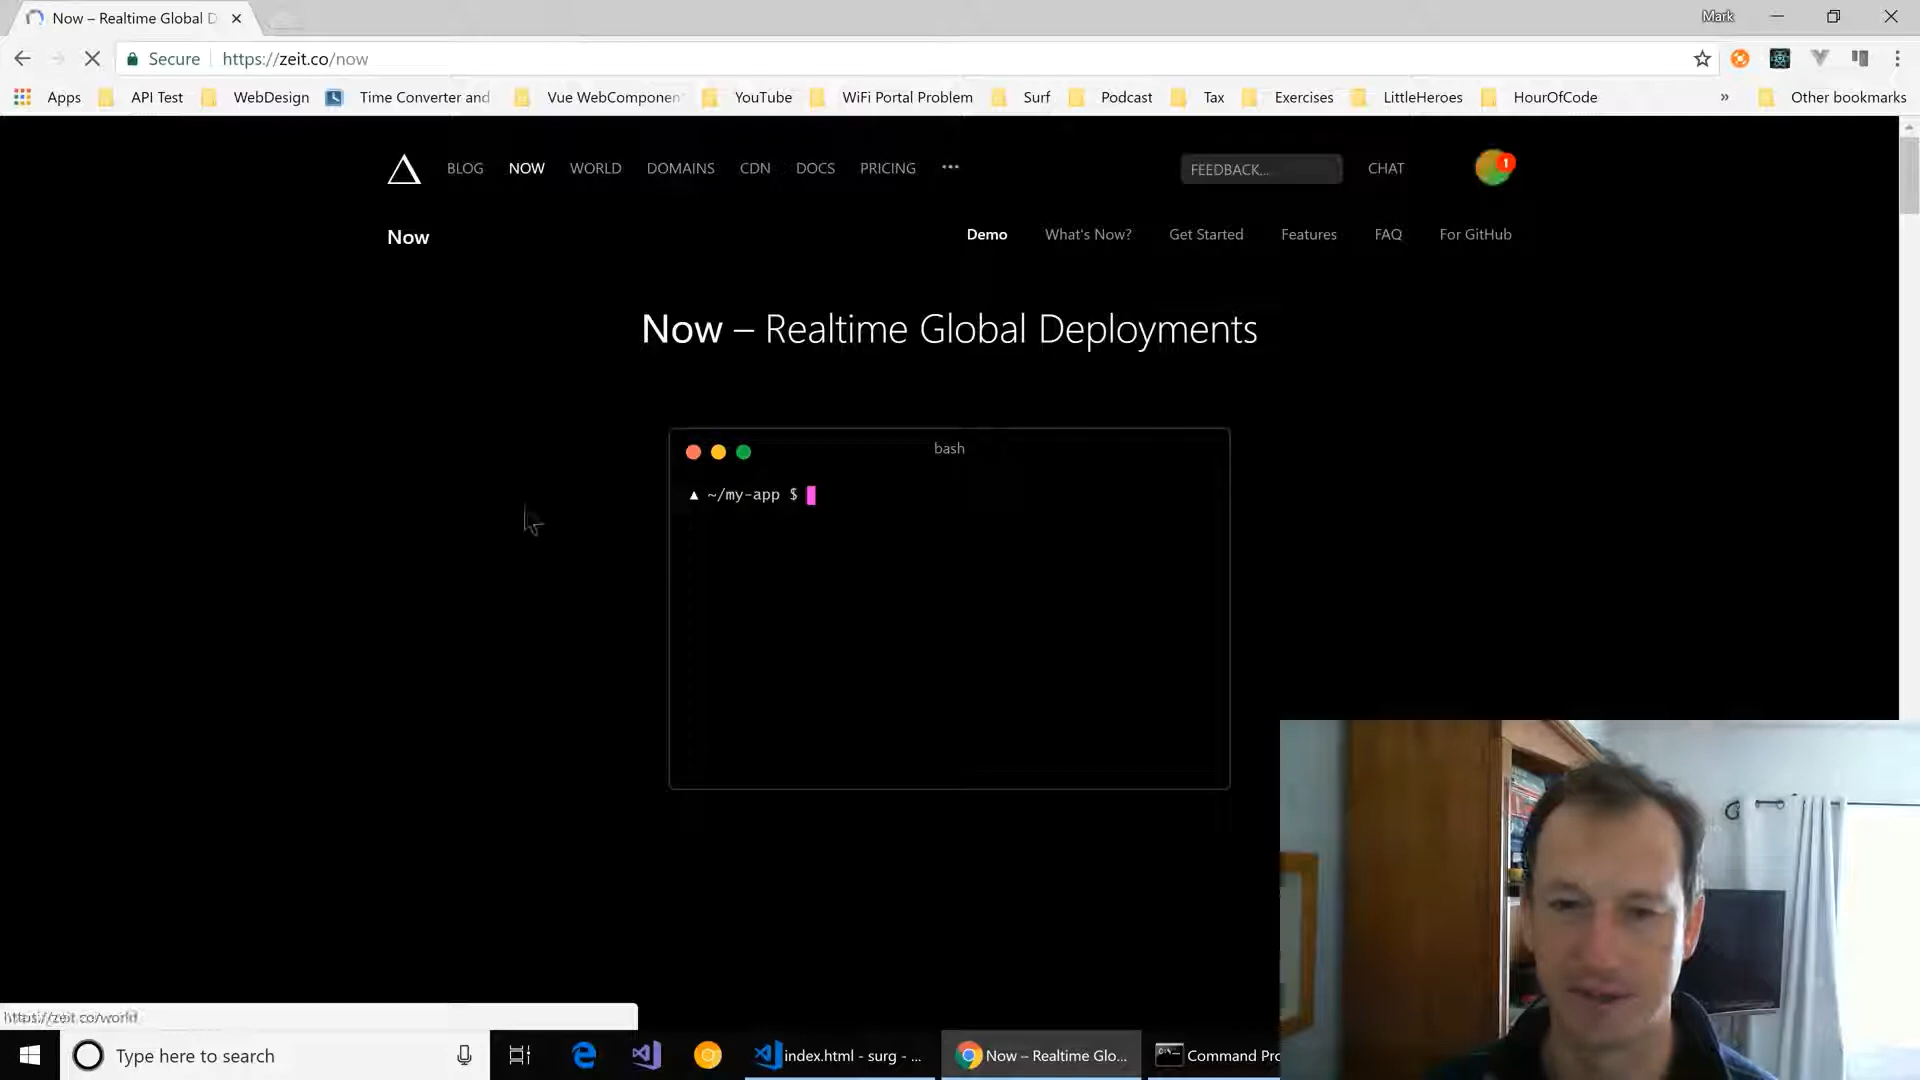 Now – Realtime Global D
Mark
Secure
https://zeit.co/now
Apps
API Test
WebDesign
Time Converter and
Vue WebComponen
YouTube
WiFi Portal Problem
Surf
Podcast
Tax
Exercises
LittleHeroes
HourOfCode
»
Other bookmarks
BLOG
NOW
WORLD
DOMAINS
CDN
DOCS
PRICING
FEEDBACK...
CHAT
1
Now
Demo
What's Now?
Get Started
Features
FAQ
For GitHub
Now – Realtime Global Deployments
bash
▲ ~/my-app $
https://zeit.co/world
Type here to search
index.html - surg - ...
Now – Realtime Glo...
Command Pro